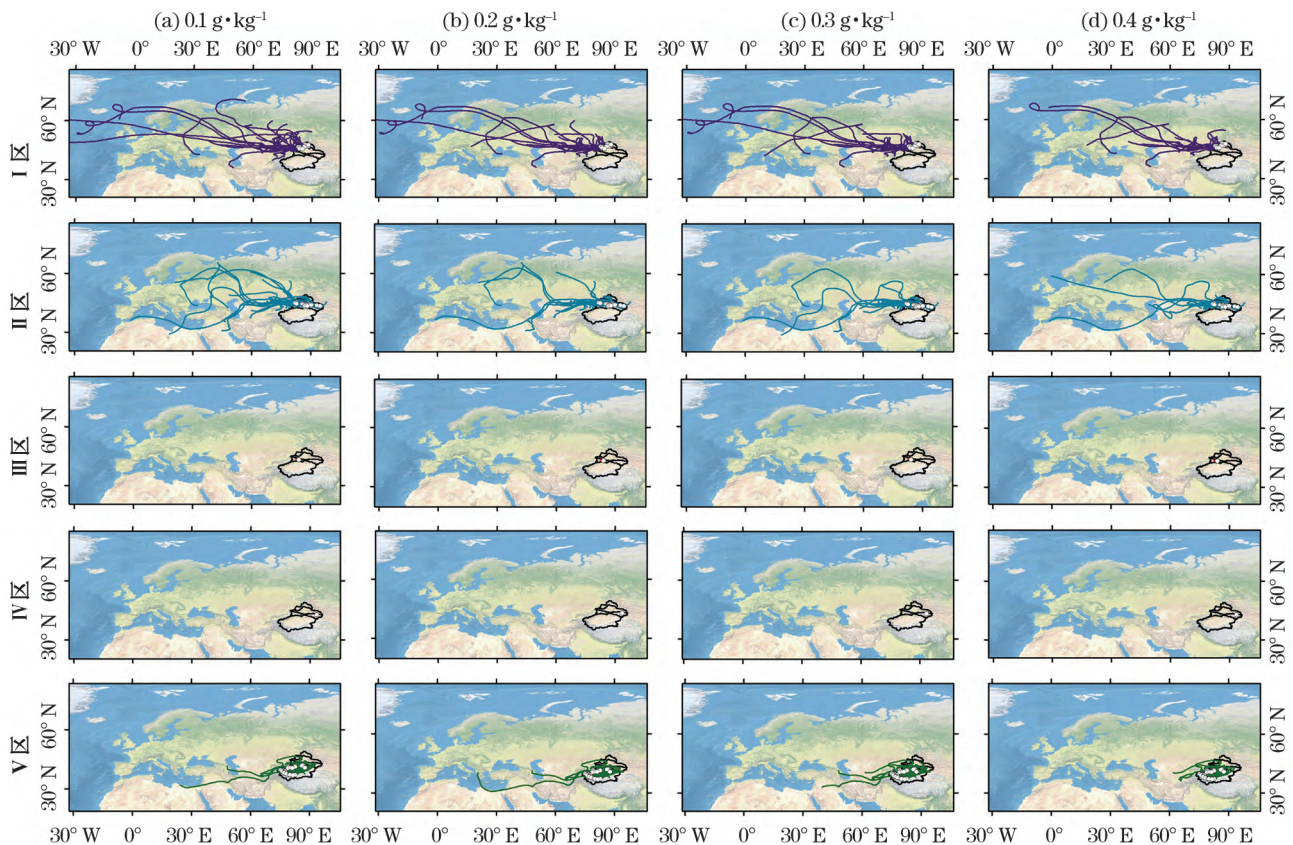 (a) 0.1 g•kg⁻¹ (b) 0.2 g•kg⁻¹ (c) 0.3 g•kg⁻¹ (d) 0.4 g•kg⁻¹
30° W 0° 30° E 60° E 90° E 30° W 0° 30° E 60° E 90° E 30° W 0° 30° E 60° E 90° E 30° W 0° 30° E 60° E 90° E
I区 30° N 60° N 30° N 60° N
II区 30° N 60° N 30° N 60° N
III区 30° N 60° N 30° N 60° N
IV区 30° N 60° N 30° N 60° N
V区 30° N 60° N 30° N 60° N
30° W 0° 30° E 60° E 90° E 30° W 0° 30° E 60° E 90° E 30° W 0° 30° E 60° E 90° E 30° W 0° 30° E 60° E 90° E